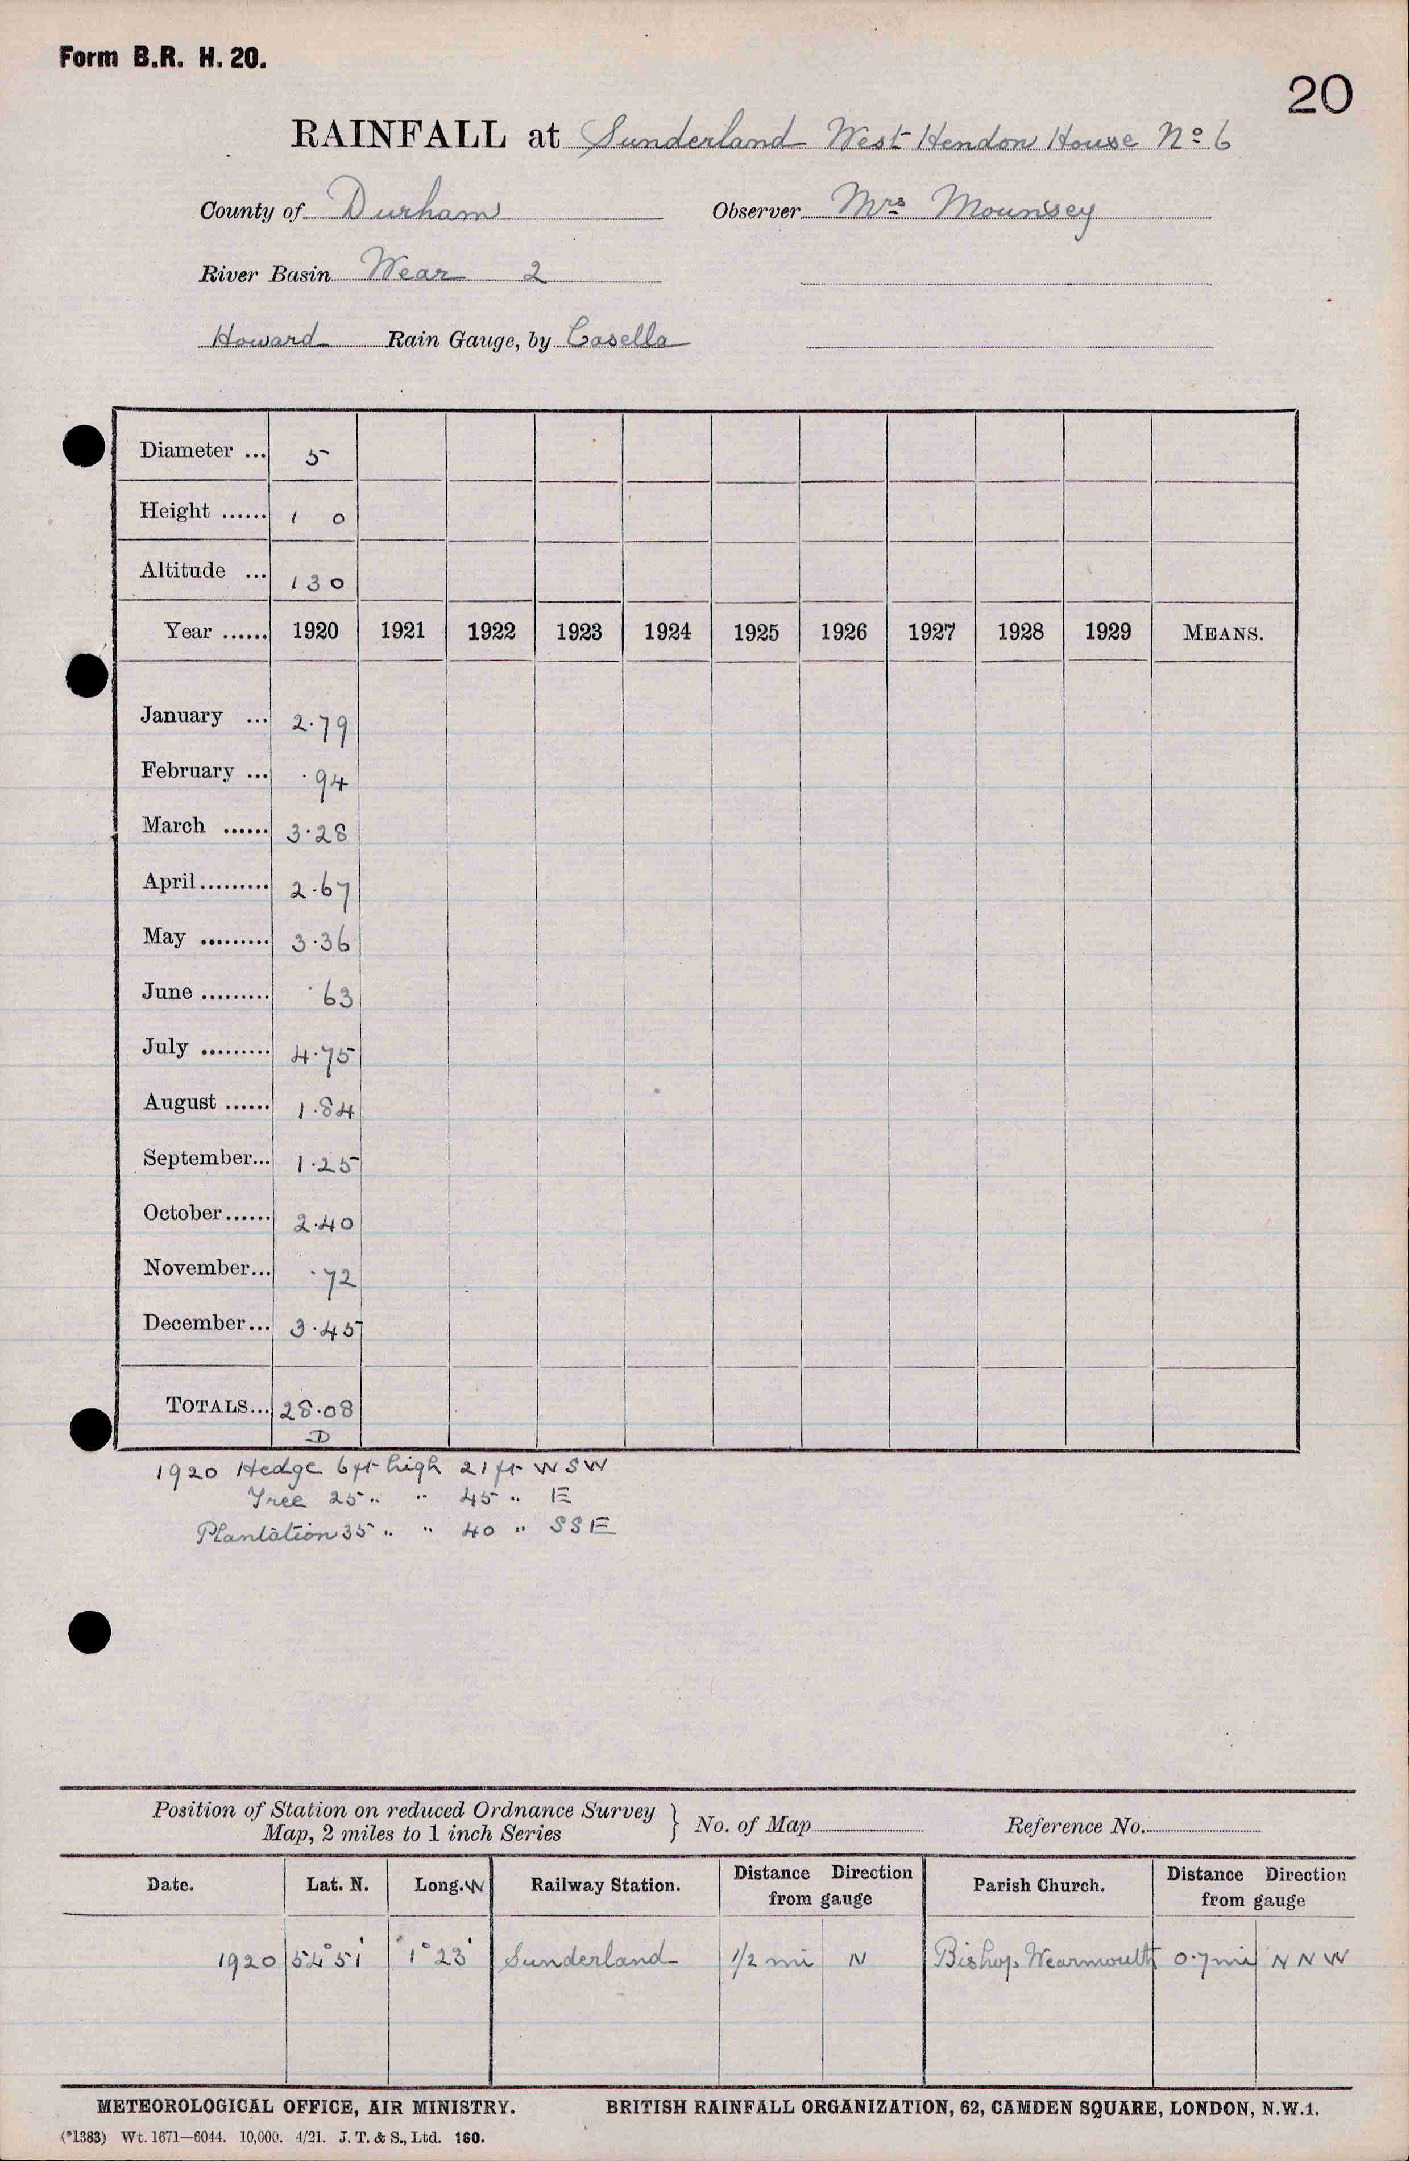 Form B.R. H. 20.
20
RAINFALL at Sunderland West Hendon House No. 6
County of Durham Observer Mrs Mounsey
River Basin Wear 2
Howard Rain Gauge, by Casella
Diameter ... 5
Height ...... 1 0
Altitude ... 130
Year ...... 1920 1921 1922 1923 1924 1925 1926 1927 1928 1929 MEANS.
January ... 2.79
February ... .94
March ...... 3.28
April ......... 2.67
May ......... 3.36
June ......... .63
July ......... 4.75
August ...... 1.84
September... 1.25
October...... 2.40
November... .72
December... 3.45
TOTALS... 28.08
D
1920 Hedge 6 ft high 21 ft WSW
Tree 25 " " 45 " E
Plantation 35 " " 40 " SSE
Position of Station on reduced Ordnance Survey
Map, 2 miles to 1 inch Series } No. of Map Reference No.
Date. Lat. N. Long. W Railway Station. Distance Direction from gauge Parish Church. Distance Direction from gauge
1920 54° 51' 1° 23' Sunderland 1/2 mi N Bishop Wearmouth 0.7 mi NNW
METEOROLOGICAL OFFICE, AIR MINISTRY. BRITISH RAINFALL ORGANIZATION, 62, CAMDEN SQUARE, LONDON, N.W.1.
(*1383) Wt. 1671—6044. 10,000. 4/21. J. T. & S., Ltd. 160.